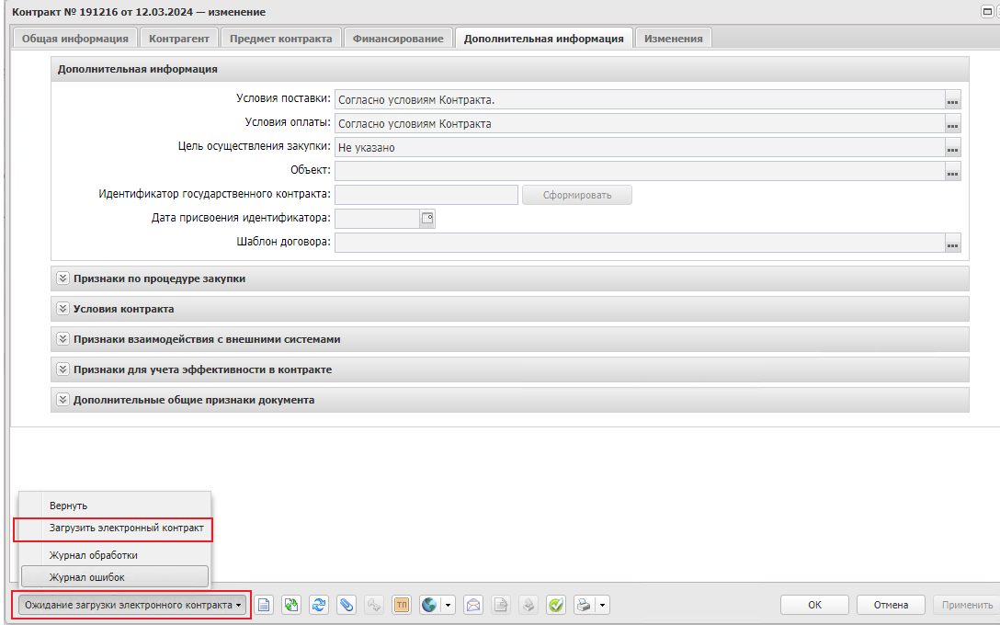 Контракт № 191216 от 12.03.2024 — изменение
Общая информация Контрагент Предмет контракта Финансирование Дополнительная информация Изменения
Дополнительная информация
Условия поставки: Согласно условиям Контракта. ...
Условия оплаты: Согласно условиям Контракта ...
Цель осуществления закупки: Не указано ...
Объект: ...
Идентификатор государственного контракта: Сформировать
Дата присвоения идентификатора:
Шаблон договора: ...
Признаки по процедуре закупки
Условия контракта
Признаки взаимодействия с внешними системами
Признаки для учета эффективности в контракте
Дополнительные общие признаки документа
Вернуть
Загрузить электронный контракт
Журнал обработки
Журнал ошибок
Ожидание загрузки электронного контракта ТП ОК Отмена Применить